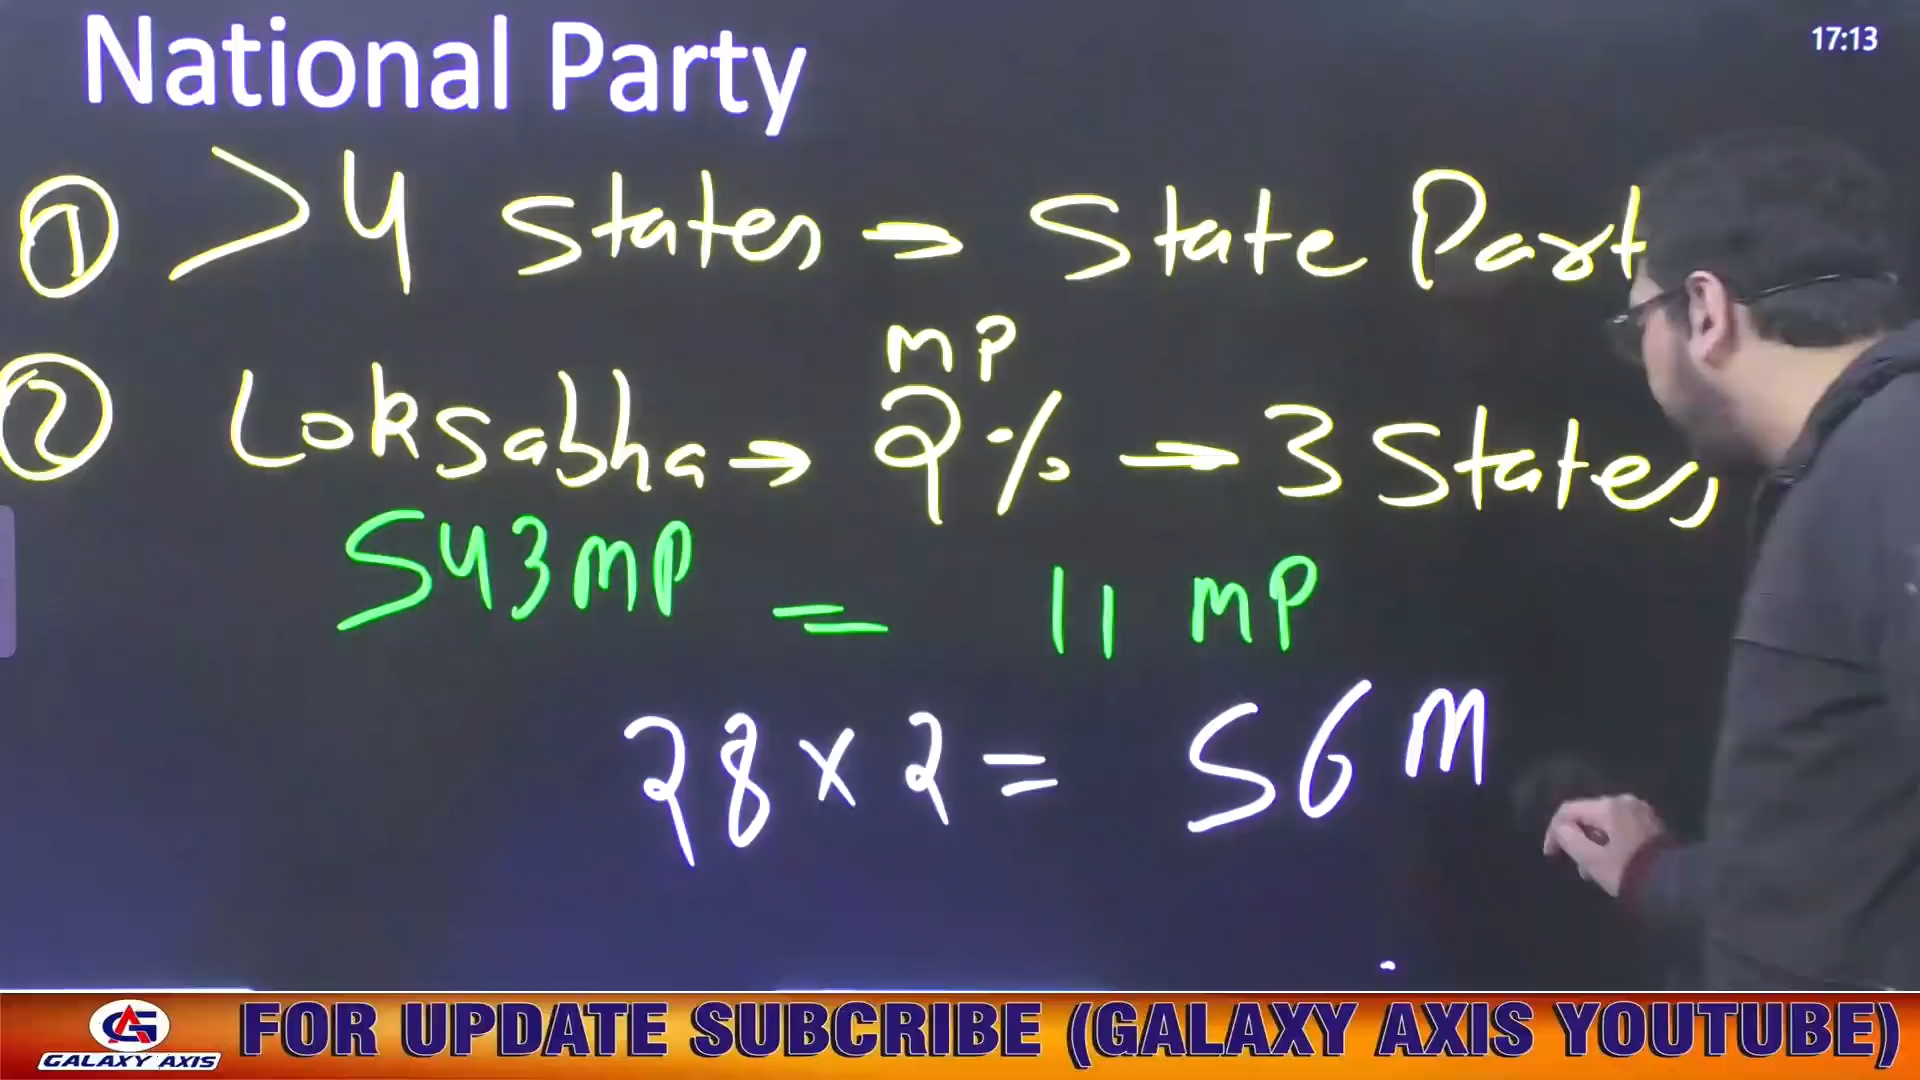 National Party
17:13
① >4 States → State Part
MP
② Loksabha → 2% → 3 States,
543 MP = 11 MP
28 × 2 = 56 M
GALAXY AXIS
FOR UPDATE SUBCRIBE (GALAXY AXIS YOUTUBE)